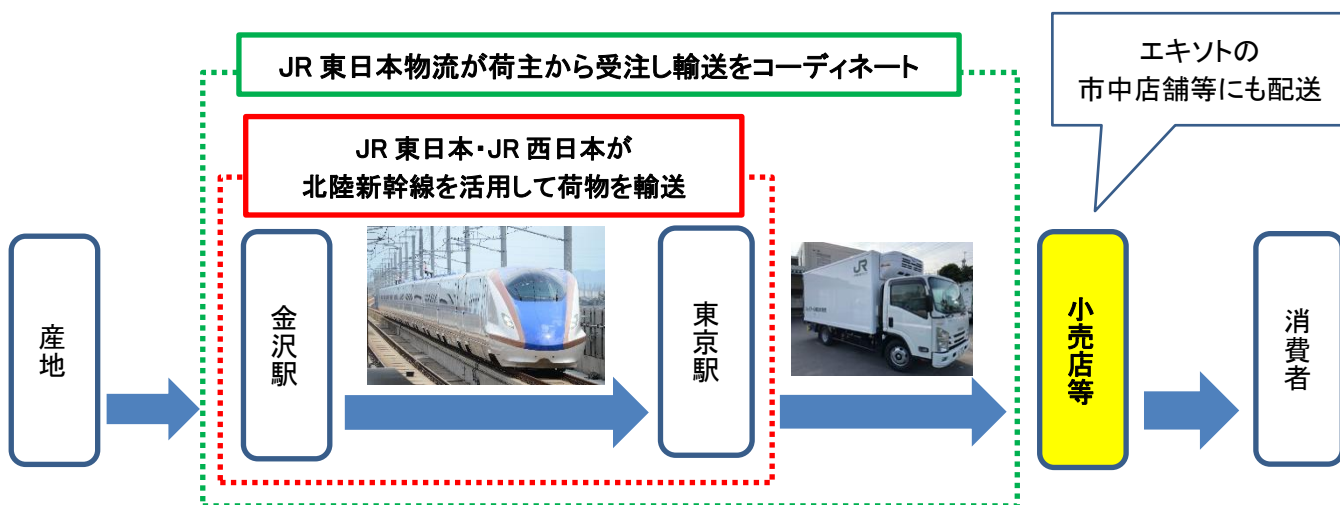 JR 東日本物流が荷主から受注し輸送をコーディネート
エキソトの
市中店舗等にも配送
JR 東日本・JR 西日本が
北陸新幹線を活用して荷物を輸送
産地
金沢駅
東京駅
JR
小売店等
消費者